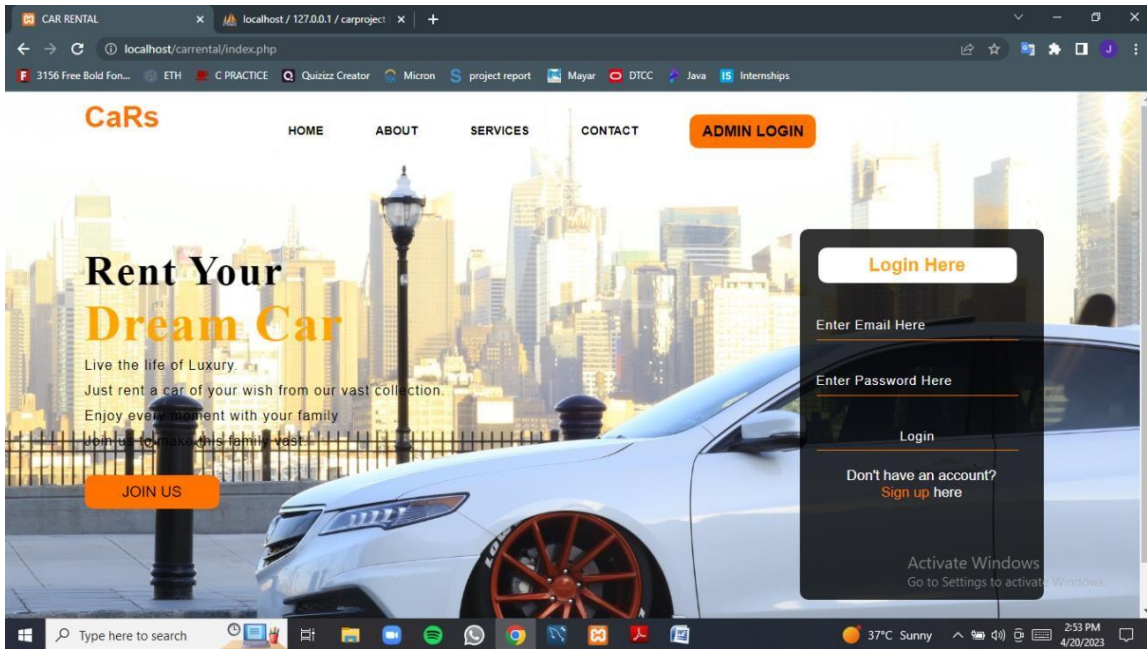 CAR RENTAL
localhost / 127.0.0.1 / carproject
localhost/carrental/index.php
3156 Free Bold Fon... ETH C PRACTICE Quizizz Creator Micron project report Mayar DTCC Java IS Internships
CaRs
HOME ABOUT SERVICES CONTACT ADMIN LOGIN
Rent Your
Dream Car
Live the life of Luxury.
Just rent a car of your wish from our vast collection.
Enjoy every moment with your family
Join us to make this family vast.
JOIN US
Login Here
Enter Email Here
Enter Password Here
Login
Don't have an account?
Sign up here
LOW
Activate Windows
Go to Settings to activate Windows.
Type here to search
37°C Sunny
2:53 PM
4/20/2023